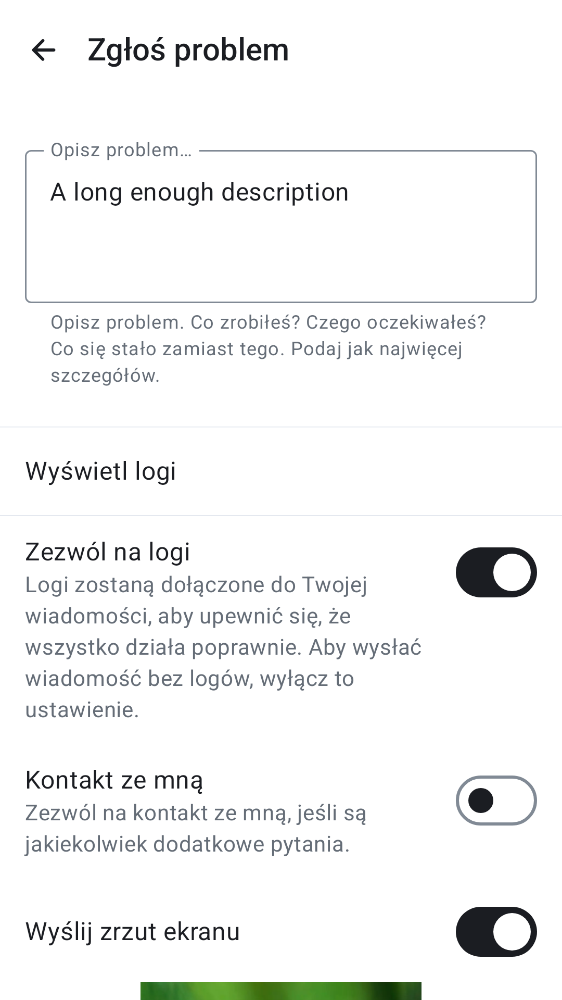 Zgłoś problem
Opisz problem…
A long enough description
Opisz problem. Co zrobiłeś? Czego oczekiwałeś?
Co się stało zamiast tego. Podaj jak najwięcej
szczegółów.
Wyświetl logi
Zezwól na logi
Logi zostaną dołączone do Twojej
wiadomości, aby upewnić się, że
wszystko działa poprawnie. Aby wysłać
wiadomość bez logów, wyłącz to
ustawienie.
Kontakt ze mną
Zezwól na kontakt ze mną, jeśli są
jakiekolwiek dodatkowe pytania.
Wyślij zrzut ekranu